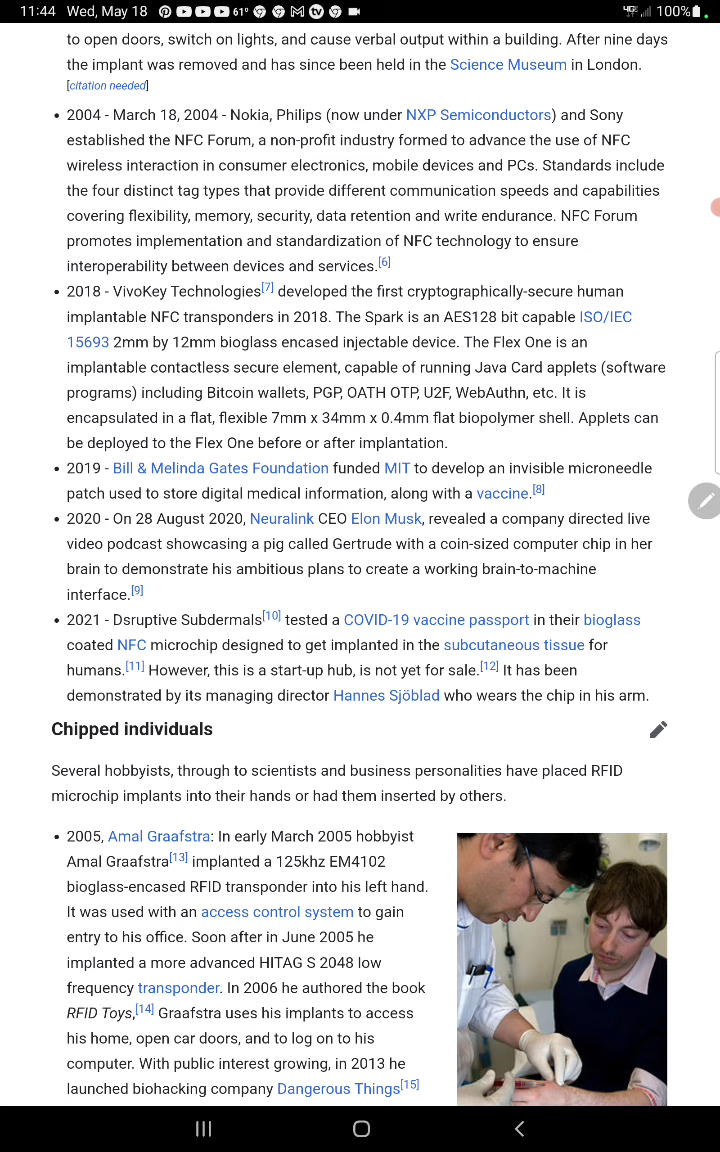 11:44 Wed, May 18 61° 4G 100%
to open doors, switch on lights, and cause verbal output within a building. After nine days
the implant was removed and has since been held in the Science Museum in London.
[citation needed]
• 2004 - March 18, 2004 - Nokia, Philips (now under NXP Semiconductors) and Sony
established the NFC Forum, a non-profit industry formed to advance the use of NFC
wireless interaction in consumer electronics, mobile devices and PCs. Standards include
the four distinct tag types that provide different communication speeds and capabilities
covering flexibility, memory, security, data retention and write endurance. NFC Forum
promotes implementation and standardization of NFC technology to ensure
interoperability between devices and services.[6]
• 2018 - VivoKey Technologies[7] developed the first cryptographically-secure human
implantable NFC transponders in 2018. The Spark is an AES128 bit capable ISO/IEC
15693 2mm by 12mm bioglass encased injectable device. The Flex One is an
implantable contactless secure element, capable of running Java Card applets (software
programs) including Bitcoin wallets, PGP, OATH OTP, U2F, WebAuthn, etc. It is
encapsulated in a flat, flexible 7mm x 34mm x 0.4mm flat biopolymer shell. Applets can
be deployed to the Flex One before or after implantation.
• 2019 - Bill & Melinda Gates Foundation funded MIT to develop an invisible microneedle
patch used to store digital medical information, along with a vaccine.[8]
• 2020 - On 28 August 2020, Neuralink CEO Elon Musk, revealed a company directed live
video podcast showcasing a pig called Gertrude with a coin-sized computer chip in her
brain to demonstrate his ambitious plans to create a working brain-to-machine
interface.[9]
• 2021 - Dsruptive Subdermals[10] tested a COVID-19 vaccine passport in their bioglass
coated NFC microchip designed to get implanted in the subcutaneous tissue for
humans.[11] However, this is a start-up hub, is not yet for sale.[12] It has been
demonstrated by its managing director Hannes Sjöblad who wears the chip in his arm.
Chipped individuals
Several hobbyists, through to scientists and business personalities have placed RFID
microchip implants into their hands or had them inserted by others.
• 2005, Amal Graafstra: In early March 2005 hobbyist
Amal Graafstra[13] implanted a 125khz EM4102
bioglass-encased RFID transponder into his left hand.
It was used with an access control system to gain
entry to his office. Soon after in June 2005 he
implanted a more advanced HITAG S 2048 low
frequency transponder. In 2006 he authored the book
RFID Toys,[14] Graafstra uses his implants to access
his home, open car doors, and to log on to his
computer. With public interest growing, in 2013 he
launched biohacking company Dangerous Things[15]